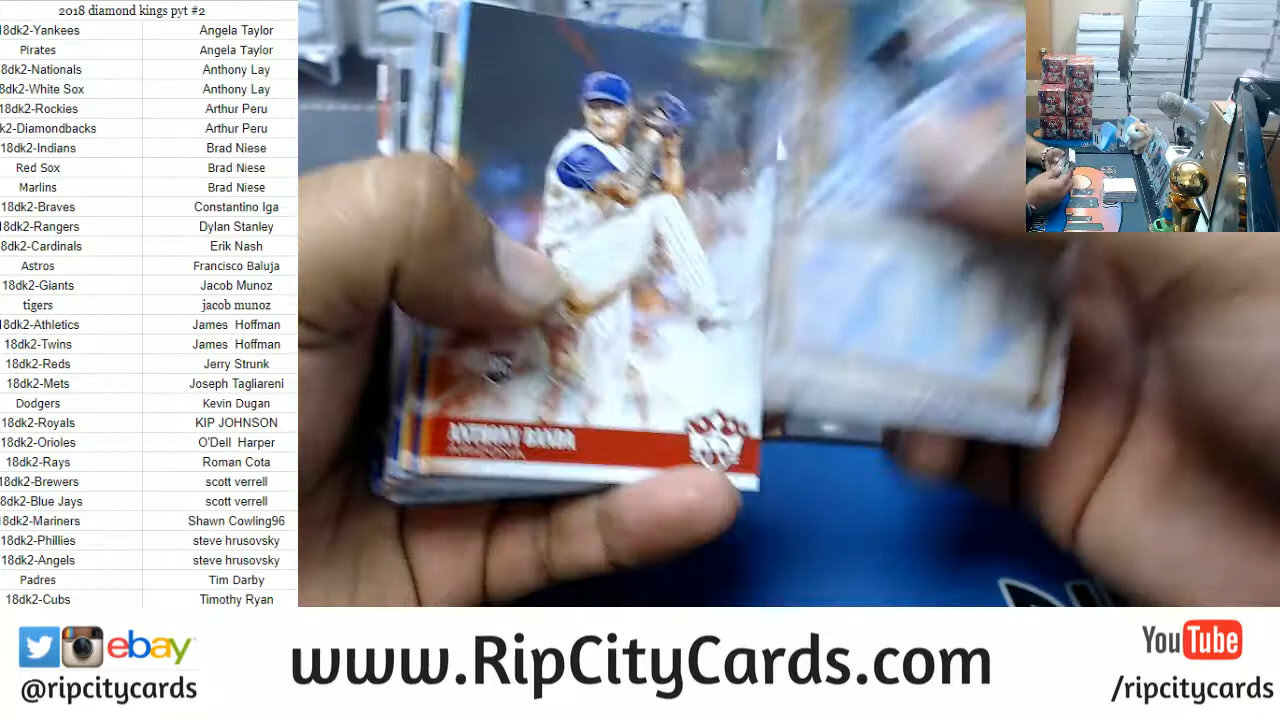 2018 diamond kings pyt #2
18dk2-Yankees Angela Taylor
Pirates Angela Taylor
8dk2-Nationals Anthony Lay
8dk2-White Sox Anthony Lay
18dk2-Rockies Arthur Peru
k2-Diamondbacks Arthur Peru
18dk2-Indians Brad Niese
Red Sox Brad Niese
Marlins Brad Niese
18dk2-Braves Constantino Iga
18dk2-Rangers Dylan Stanley
8dk2-Cardinals Erik Nash
Astros Francisco Baluja
18dk2-Giants Jacob Munoz
tigers jacob munoz
18dk2-Athletics James Hoffman
18dk2-Twins James Hoffman
18dk2-Reds Jerry Strunk
18dk2-Mets Joseph Tagliareni
Dodgers Kevin Dugan
18dk2-Royals KIP JOHNSON
18dk2-Orioles O'Dell Harper
18dk2-Rays Roman Cota
18dk2-Brewers scott verrell
8dk2-Blue Jays scott verrell
18dk2-Mariners Shawn Cowling96
18dk2-Phillies steve hrusovsky
18dk2-Angels steve hrusovsky
Padres Tim Darby
18dk2-Cubs Timothy Ryan
ANTHONY BANDA
ebay
@ripcitycards
www.RipCityCards.com
YouTube
/ripcitycards